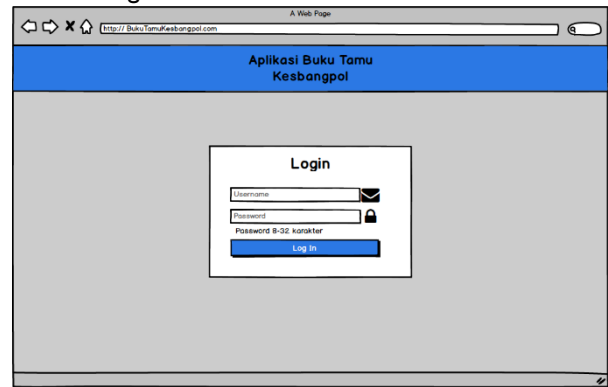 A Web Page
http:// BukuTamuKesbangpol.com
Aplikasi Buku Tamu
Kesbangpol
Login
Username
Password
Password 8-32 karakter
Log In